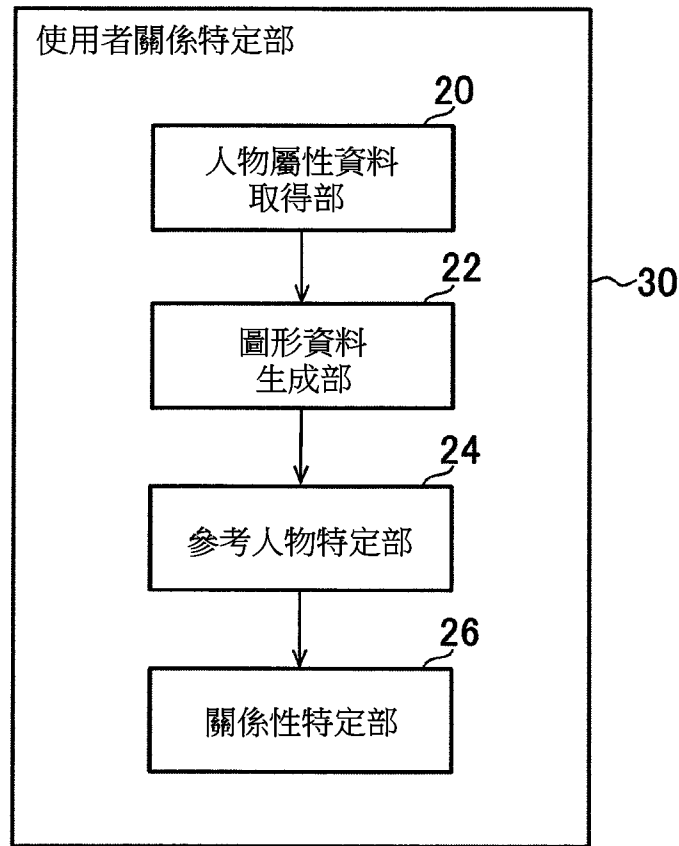 使用者關係特定部
20
人物屬性資料
取得部
22
30
圖形資料
生成部
24
參考人物特定部
26
關係性特定部